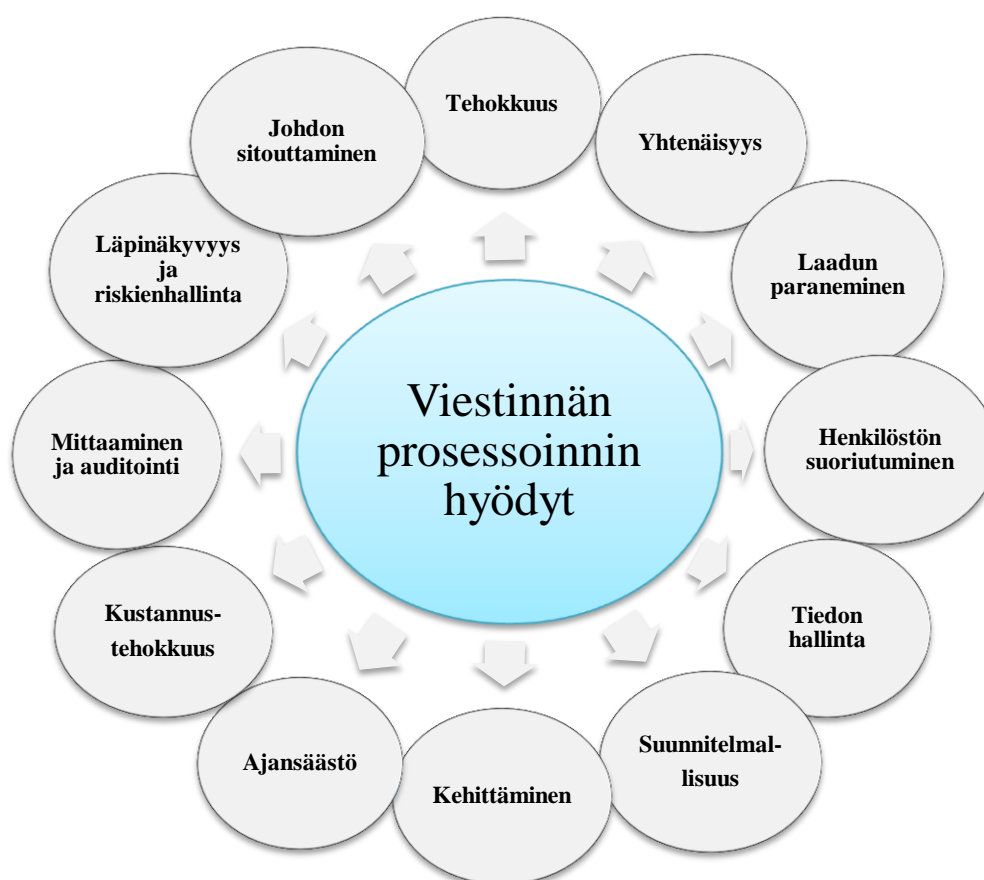 Tehokkuus
Yhtenäisyys
Laadun
paraneminen
Henkilöstön
suoriutuminen
Tiedon
hallinta
Suunnitelmal-
lisuus
Kehittäminen
Ajansäästö
Kustannus-
tehokkuus
Mittaaminen
ja auditointi
Läpinäkyvyys
ja
riskienhallinta
Johdon
sitouttaminen
Viestinnän
prosessoinnin
hyödyt